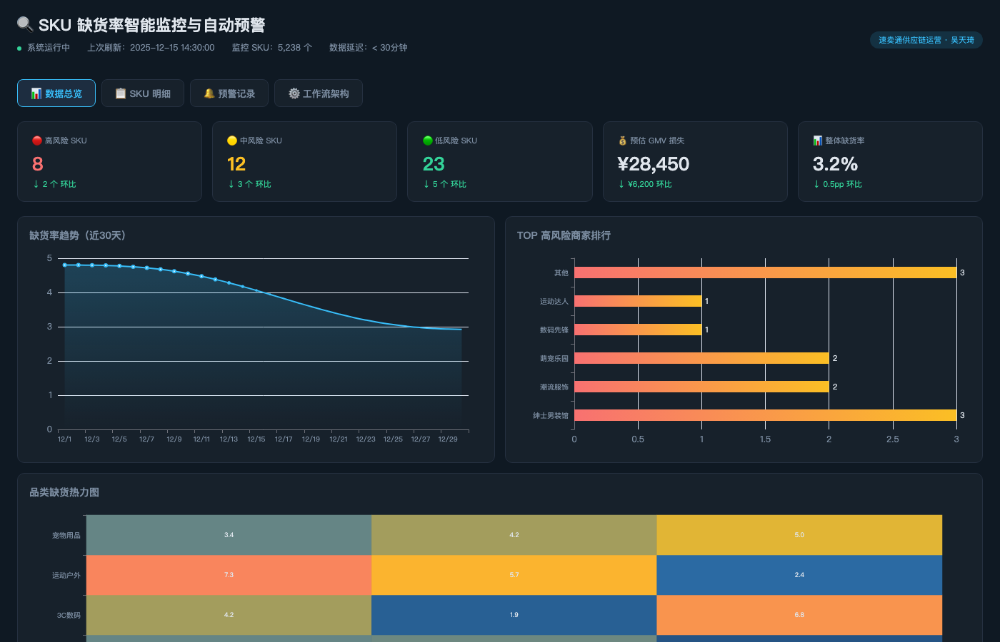 🔍 SKU 缺货率智能监控与自动预警
系统运行中 上次刷新：2025-12-15 14:30:00 监控 SKU：5,238 个 数据延迟：< 30分钟
速卖通供应链运营 · 吴天琦
📊 数据总览
📋 SKU 明细
🔔 预警记录
⚙️ 工作流架构
🔴 高风险 SKU
8
↓ 2 个 环比
🟡 中风险 SKU
12
↓ 3 个 环比
🟢 低风险 SKU
23
↓ 5 个 环比
💰 预估 GMV 损失
¥28,450
↓ ¥6,200 环比
📊 整体缺货率
3.2%
↓ 0.5pp 环比
缺货率趋势（近30天）
5
4
3
2
1
0
12/1 12/3 12/5 12/7 12/9 12/11 12/13 12/15 12/17 12/19 12/21 12/23 12/25 12/27 12/29
TOP 高风险商家排行
其他 3
运动达人 1
数码先锋 1
萌宠乐园 2
潮流服饰 2
绅士男装馆 3
0 0.5 1 1.5 2 2.5 3
品类缺货热力图
宠物用品 3.4 4.2 5.0
运动户外 7.3 5.7 2.4
3C数码 4.2 1.9 6.8